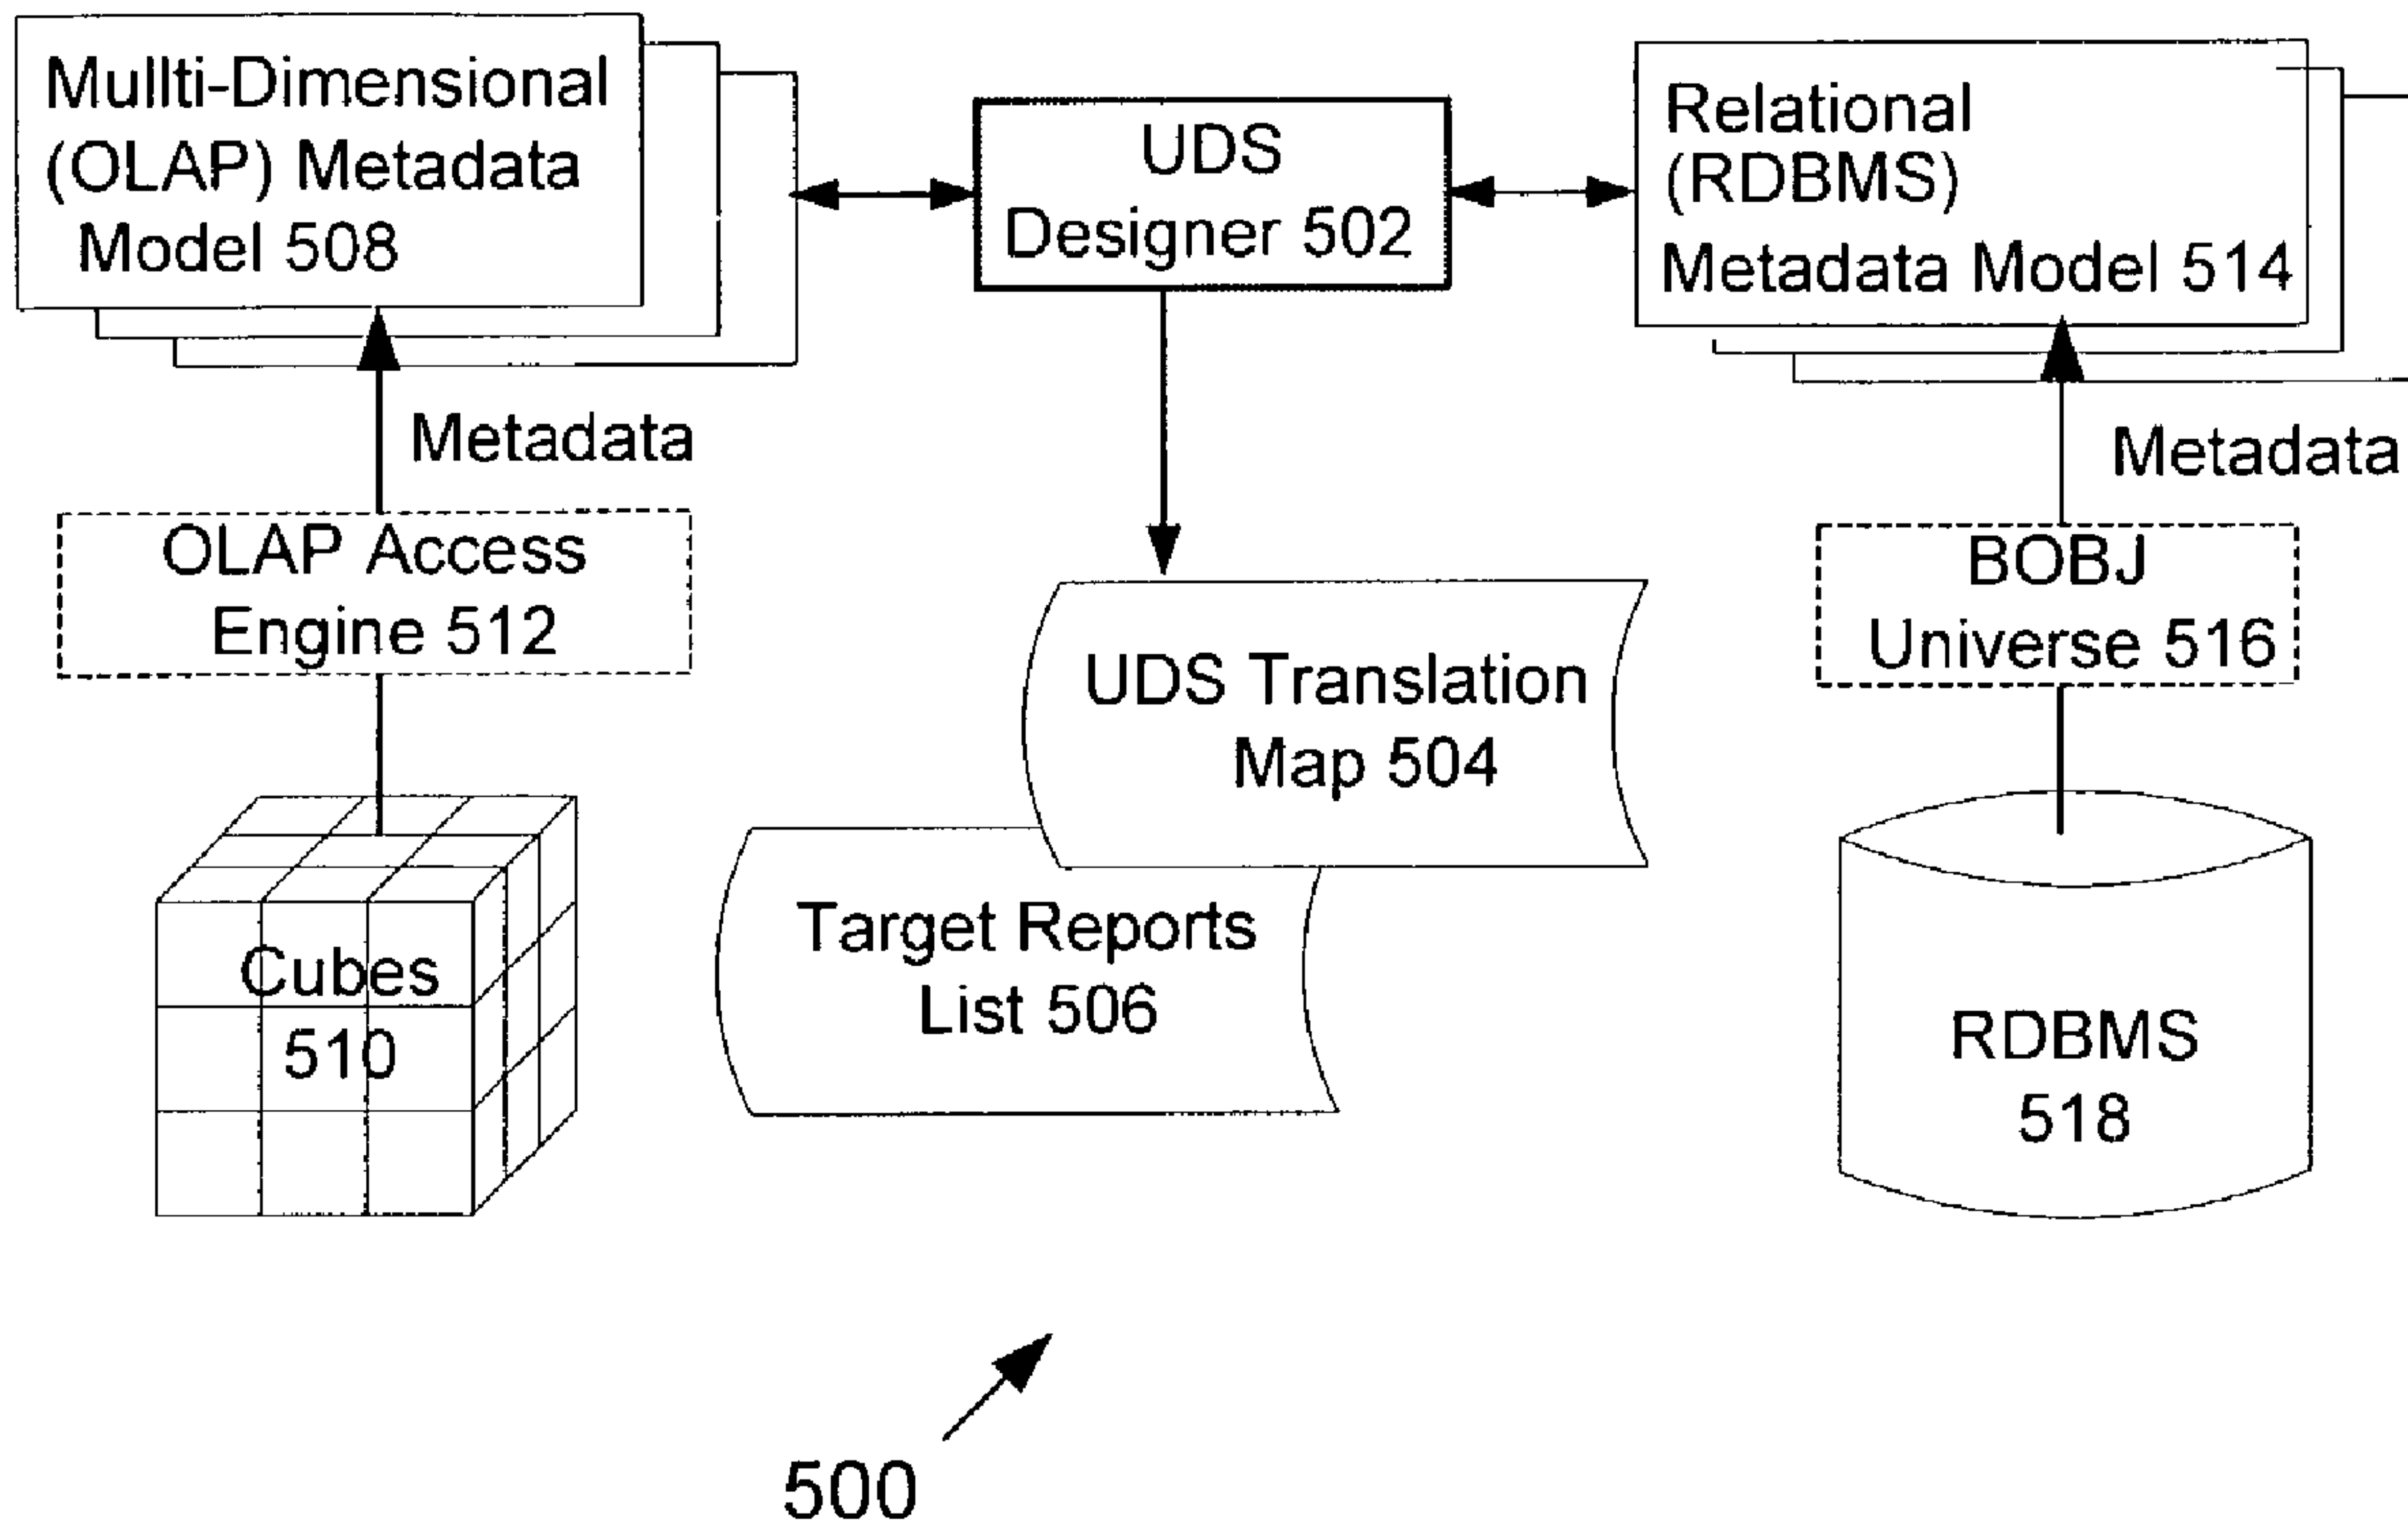 Mullti-Dimensional
(OLAP) Metadata
Model 508
UDS
Designer 502
Relational
(RDBMS)
Metadata Model 514
Metadata
Metadata
OLAP Access
Engine 512
BOBJ
Universe 516
UDS Translation
Map 504
Target Reports
List 506
Cubes
510
RDBMS
518
500